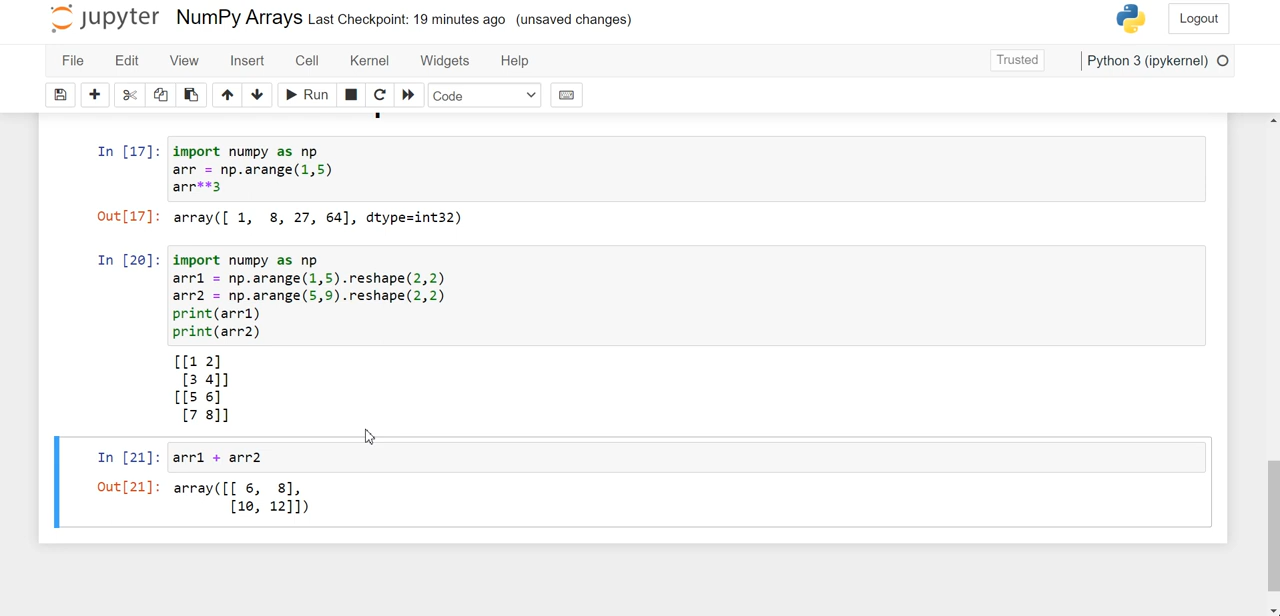 jupyter NumPy Arrays Last Checkpoint: 19 minutes ago (unsaved changes) Logout
File Edit View Insert Cell Kernel Widgets Help Trusted Python 3 (ipykernel)
Run Code
In [17]: import numpy as np
arr = np.arange(1,5)
arr**3
Out[17]: array([ 1,  8, 27, 64], dtype=int32)
In [20]: import numpy as np
arr1 = np.arange(1,5).reshape(2,2)
arr2 = np.arange(5,9).reshape(2,2)
print(arr1)
print(arr2)
[[1 2]
[3 4]]
[[5 6]
[7 8]]
In [21]: arr1 + arr2
Out[21]: array([[ 6,  8],
[10, 12]])